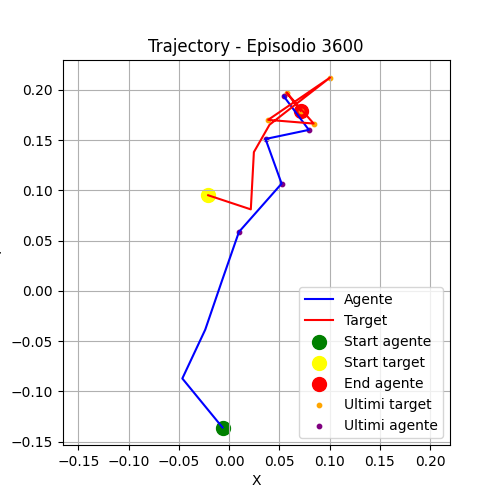 Trajectory - Episodio 3600
0.20
0.15
0.10
0.05
0.00
−0.05
−0.10
−0.15
Agente
Target
Start agente
Start target
End agente
Ultimi target
Ultimi agente
−0.15 −0.10 −0.05 0.00 0.05 0.10 0.15 0.20
X